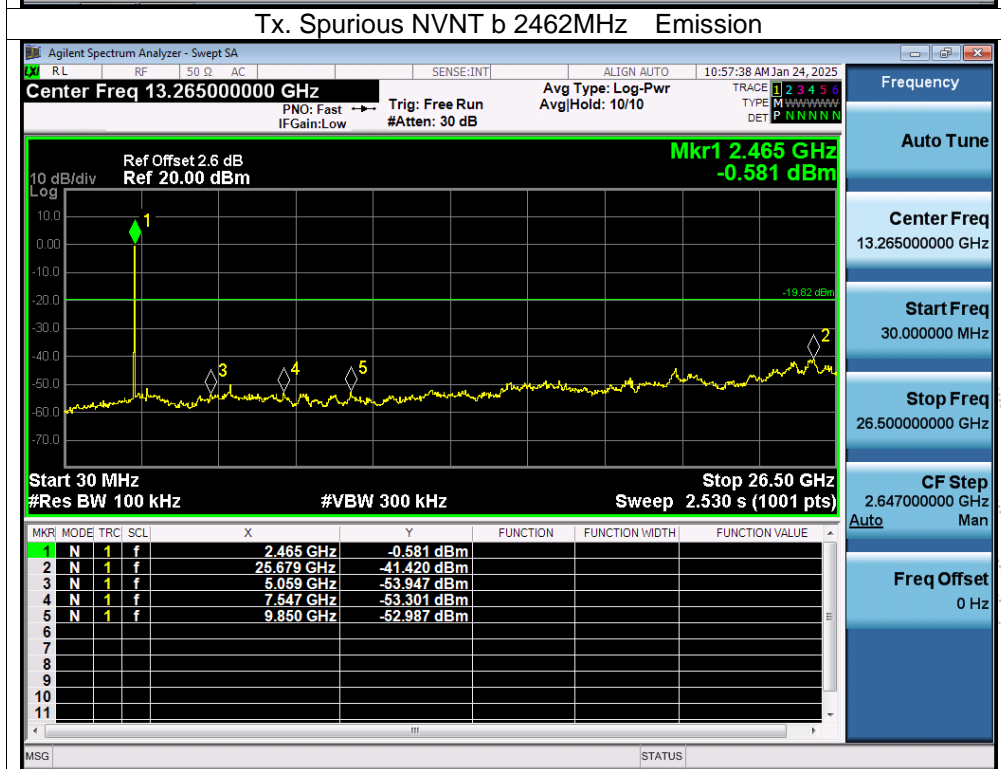 Tx. Spurious NVNT b 2462MHz Emission
Agilent Spectrum Analyzer - Swept SA
LXI RL RF 50 Ω AC SENSE:INT ALIGN AUTO 10:57:38 AM Jan 24, 2025
Center Freq 13.265000000 GHz
PNO: Fast
IFGain:Low
Trig: Free Run
#Atten: 30 dB
Avg Type: Log-Pwr
Avg|Hold: 10/10
TRACE 1 2 3 4 5 6
TYPE M WWWWW
DET P N N N N N
Frequency
Auto Tune
Center Freq
13.265000000 GHz
Start Freq
30.000000 MHz
Stop Freq
26.500000000 GHz
CF Step
2.647000000 GHz
Auto Man
Freq Offset
0 Hz
Mkr1 2.465 GHz
-0.581 dBm
Ref Offset 2.6 dB
10 dB/div Ref 20.00 dBm
Log
10.0
0.00
-10.0
-20.0
-30.0
-40.0
-50.0
-60.0
-70.0
1
-19.82 dBm
2
3
4
5
Start 30 MHz Stop 26.50 GHz
#Res BW 100 kHz #VBW 300 kHz Sweep 2.530 s (1001 pts)
MKR MODE TRC SCL X Y FUNCTION FUNCTION WIDTH FUNCTION VALUE
1 N 1 f 2.465 GHz -0.581 dBm
2 N 1 f 25.679 GHz -41.420 dBm
3 N 1 f 5.059 GHz -53.947 dBm
4 N 1 f 7.547 GHz -53.301 dBm
5 N 1 f 9.850 GHz -52.987 dBm
6
7
8
9
10
11
MSG STATUS